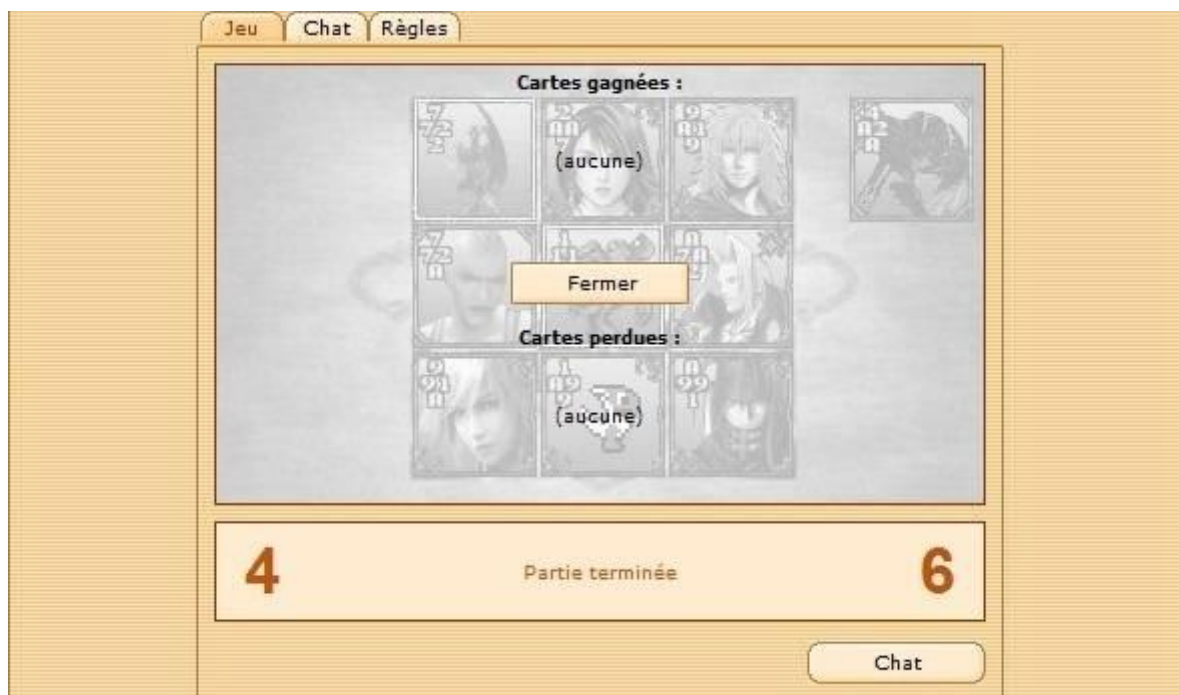 Jeu Chat Règles
Cartes gagnées :
(aucune)
Fermer
Cartes perdues :
(aucune)
4 Partie terminée 6
Chat